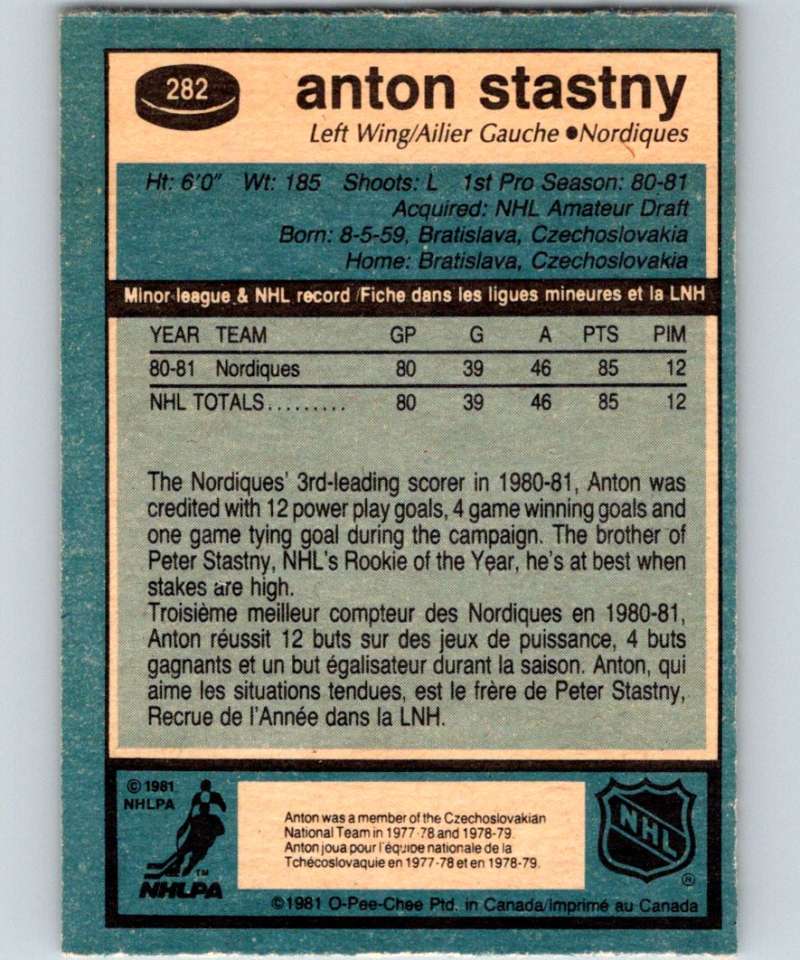 282
anton stastny
Left Wing/Ailier Gauche ●Nordiques
Ht: 6'0" Wt: 185 Shoots: L 1st Pro Season: 80-81
Acquired: NHL Amateur Draft
Born: 8-5-59, Bratislava, Czechoslovakia
Home: Bratislava, Czechoslovakia
Minor league & NHL record /Fiche dans les ligues mineures et la LNH
YEAR TEAM GP G A PTS PIM
80-81 Nordiques 80 39 46 85 12
NHL TOTALS......... 80 39 46 85 12
The Nordiques' 3rd-leading scorer in 1980-81, Anton was
credited with 12 power play goals, 4 game winning goals and
one game tying goal during the campaign. The brother of
Peter Stastny, NHL's Rookie of the Year, he's at best when
stakes are high.
Troisième meilleur compteur des Nordiques en 1980-81,
Anton réussit 12 buts sur des jeux de puissance, 4 buts
gagnants et un but égalisateur durant la saison. Anton, qui
aime les situations tendues, est le frère de Peter Stastny,
Recrue de l'Année dans la LNH.
© 1981
NHLPA
TM
NHLPA
Anton was a member of the Czechoslovakian
National Team in 1977-78 and 1978-79.
Anton joua pour l'équipe nationale de la
Tchécoslovaquie en 1977-78 et en 1978-79.
NHL
®
©1981 O-Pee-Chee Ptd. in Canada/Imprimé au Canada